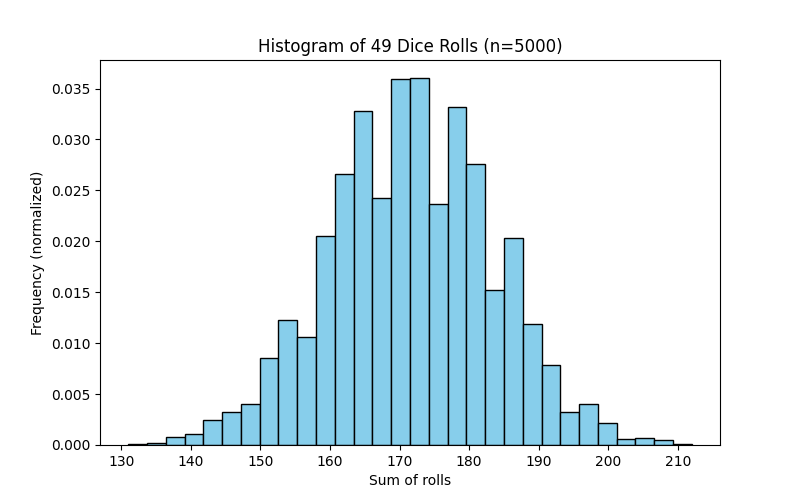 Histogram of 49 Dice Rolls (n=5000)
Frequency (normalized)
0.035
0.030
0.025
0.020
0.015
0.010
0.005
0.000
130 140 150 160 170 180 190 200 210
Sum of rolls